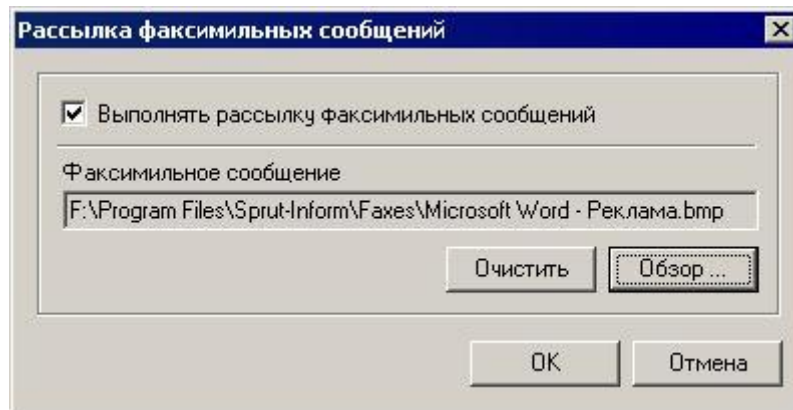 Рассылка факсимильных сообщений
Выполнять рассылку факсимильных сообщений
Факсимильное сообщение
F:\Program Files\Sprut-Inform\Faxes\Microsoft Word - Реклама.bmp
Очистить Обзор ...
OK Отмена